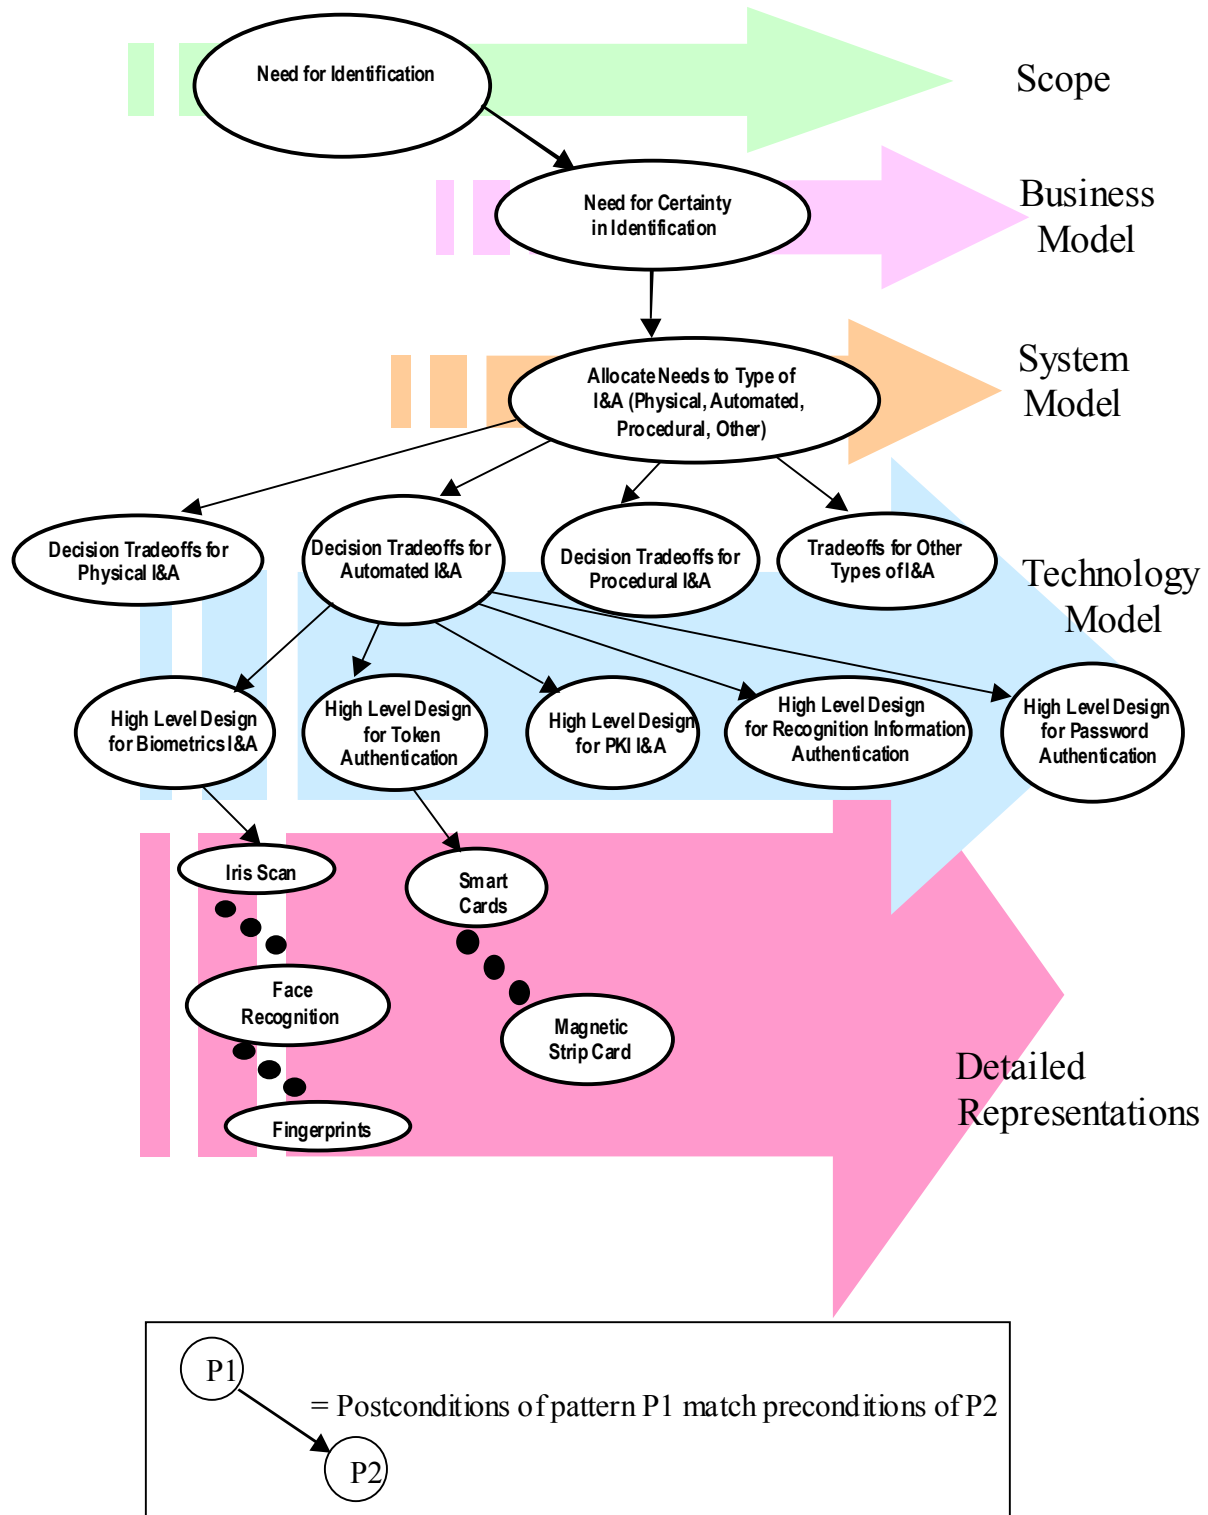 Need for Identification
Scope
Need for Certainty
in Identification
Business
Model
Allocate Needs to Type of
I&A (Physical, Automated,
Procedural, Other)
System
Model
Decision Tradeoffs for
Physical I&A
Decision Tradeoffs for
Automated I&A
Decision Tradeoffs for
Procedural I&A
Tradeoffs for Other
Types of I&A
Technology
Model
High Level Design
for Biometrics I&A
High Level Design
for Token
Authentication
High Level Design
for PKI I&A
High Level Design
for Recognition Information
Authentication
High Level Design
for Password
Authentication
Iris Scan
Smart
Cards
Face
Recognition
Magnetic
Strip Card
Fingerprints
Detailed
Representations
P1
= Postconditions of pattern P1 match preconditions of P2
P2